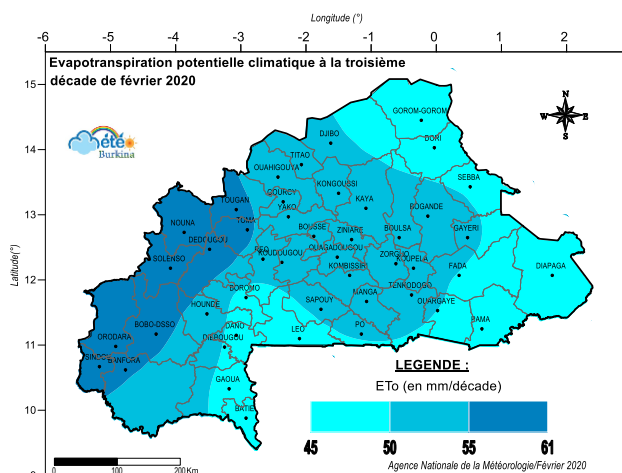 Longitude (°)
-6 -5 -4 -3 -2 -1 0 1 2
Evapotranspiration potentielle climatique à la troisième
décade de février 2020
15
14
13
12
11
10
Latitude(°)
été
Burkina
N
W E
S
GOROM-GOROM
DJIBO
DORI
TITAO
OUAHIGOUYA
SEBBA
KONGOUSSI
GOURCY
TOUGAN
KAYA
YAKO
BOGANDE
NOUNA
TOMA
BOUSSE
ZINIARE
BOULSA
GAYERI
DEDOUGOU
REO
KOUDOUGOU
OUAGADOUGOU
ZORGHO
SOLENSO
KOMBISSIRI
KOUPELA
FADA
DIAPAGA
BOROMO
TENKODOGO
MANGA
HOUNDE
SAPOUY
OUARGAYE
BOBO-DSSO
DANO
LEO
PO
PAMA
ORODARA
DIEBOUGOU
SINDOU
BANFORA
GAOUA
BATIE
LEGENDE :
ETo (en mm/décade)
45 50 55 61
0 100 200 Km
Agence Nationale de la Météorologie/Février 2020